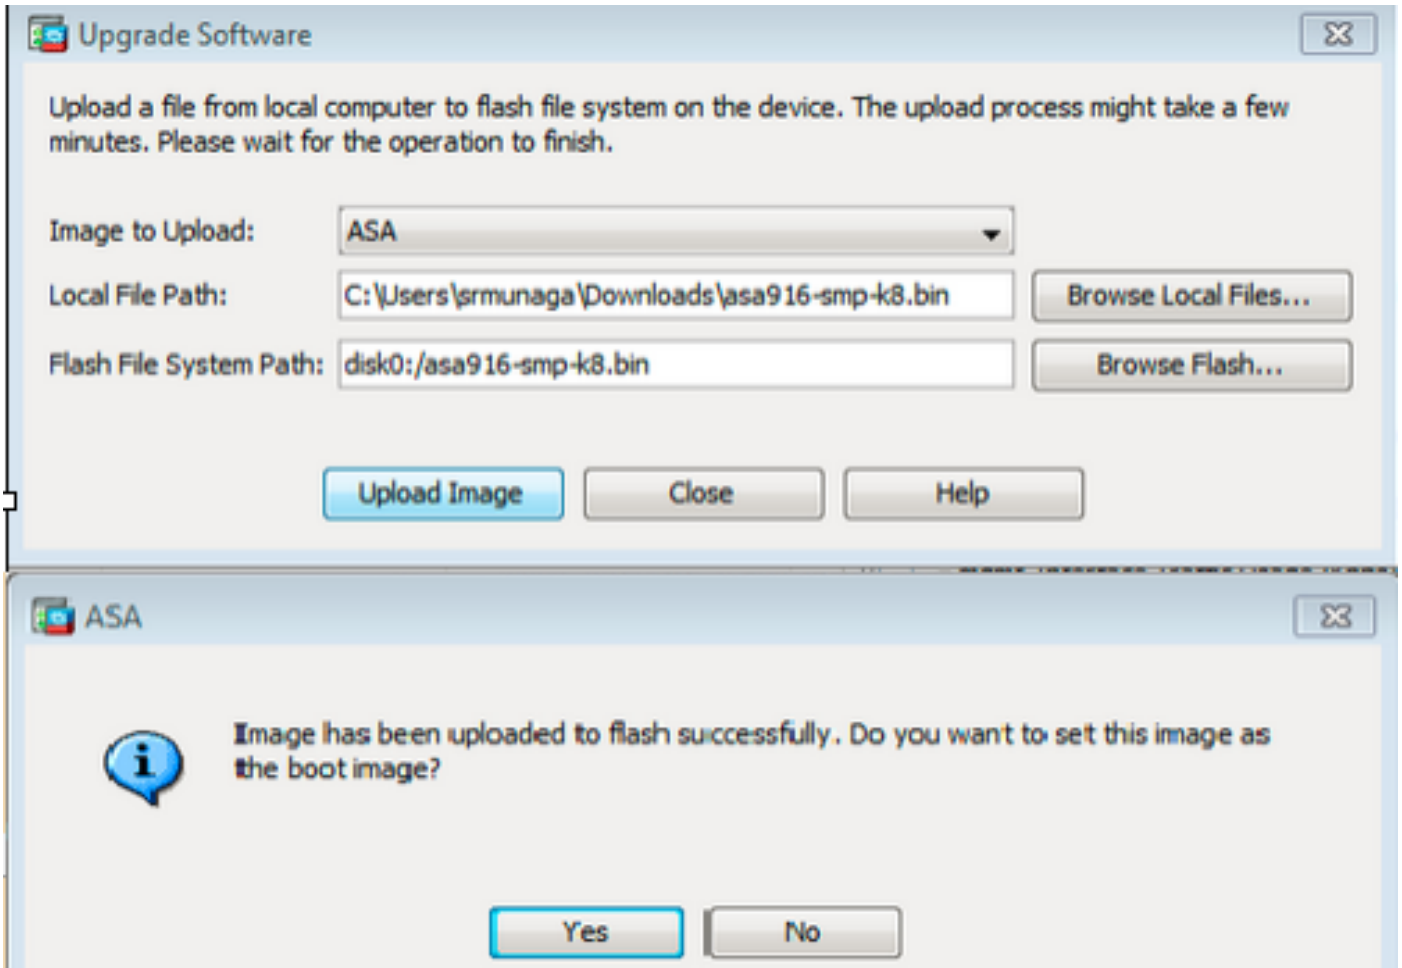 Upgrade Software
Upload a file from local computer to flash file system on the device. The upload process might take a few
minutes. Please wait for the operation to finish.
Image to Upload: ASA
Local File Path: C:\Users\srmunaga\Downloads\asa916-smp-k8.bin Browse Local Files...
Flash File System Path: disk0:/asa916-smp-k8.bin Browse Flash...
Upload Image Close Help
ASA
Image has been uploaded to flash successfully. Do you want to set this image as
the boot image?
Yes No